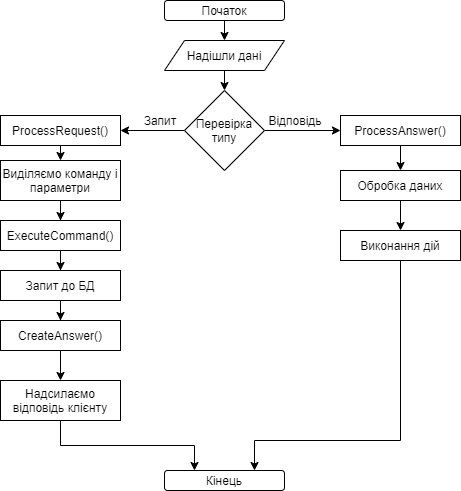 Початок
Надішли дані
Перевірка
типу
Запит
Відповідь
ProcessRequest()
Виділяємо команду і
параметри
ExecuteCommand()
Запит до БД
CreateAnswer()
Надсилаємо
відповідь клієнту
ProcessAnswer()
Обробка даних
Виконання дій
Кінець